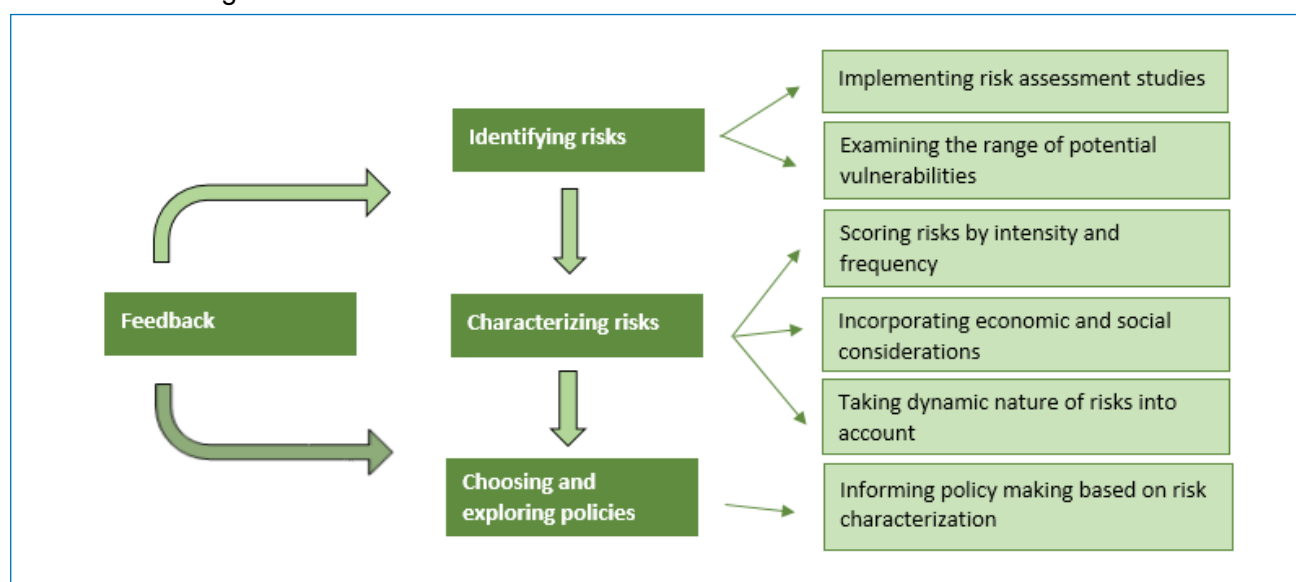 Implementing risk assessment studies
Identifying risks
Examining the range of potential
vulnerabilities
Scoring risks by intensity and
frequency
Feedback
Characterizing risks
Incorporating economic and social
considerations
Taking dynamic nature of risks into
account
Choosing and
exploring policies
Informing policy making based on risk
characterization